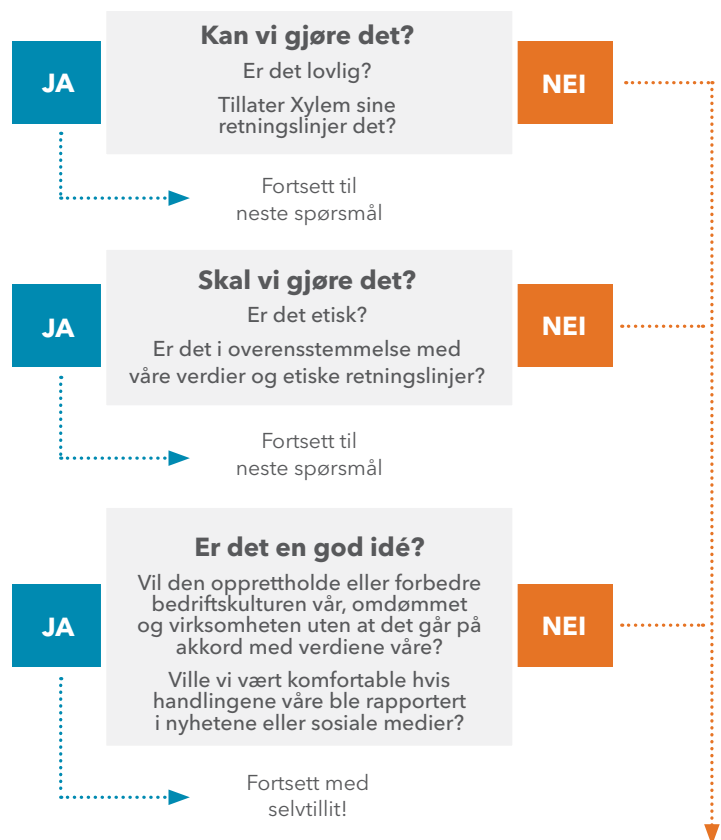 Kan vi gjøre det?
Er det lovlig?
Tillater Xylem sine
retningslinjer det?
JA
NEI
Fortsett til
neste spørsmål
Skal vi gjøre det?
Er det etisk?
Er det i overensstemmelse med
våre verdier og etiske retningslinjer?
JA
NEI
Fortsett til
neste spørsmål
Er det en god idé?
Vil den opprettholde eller forbedre
bedriftskulturen vår, omdømmet
og virksomheten uten at det går på
akkord med verdiene våre?
Ville vi vært komfortable hvis
handlingene våre ble rapportert
i nyhetene eller sosiale medier?
JA
NEI
Fortsett med
selvtillit!